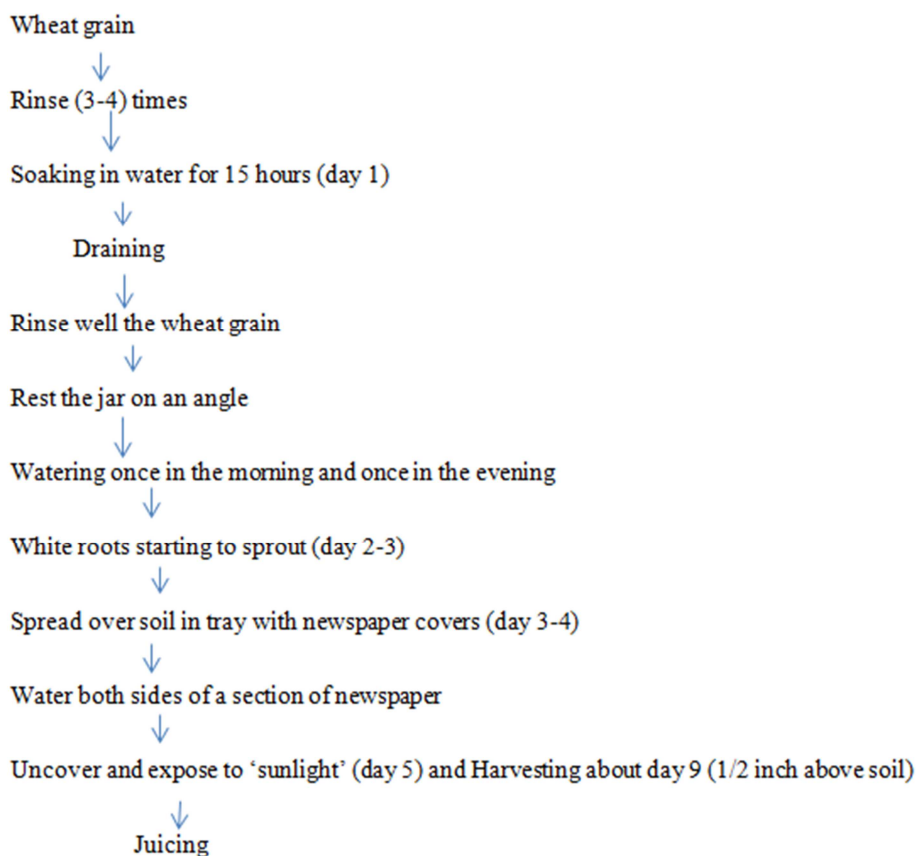 Wheat grain
Rinse (3-4) times
Soaking in water for 15 hours (day 1)
Draining
Rinse well the wheat grain
Rest the jar on an angle
Watering once in the morning and once in the evening
White roots starting to sprout (day 2-3)
Spread over soil in tray with newspaper covers (day 3-4)
Water both sides of a section of newspaper
Uncover and expose to ‘sunlight’ (day 5) and Harvesting about day 9 (1/2 inch above soil)
Juicing